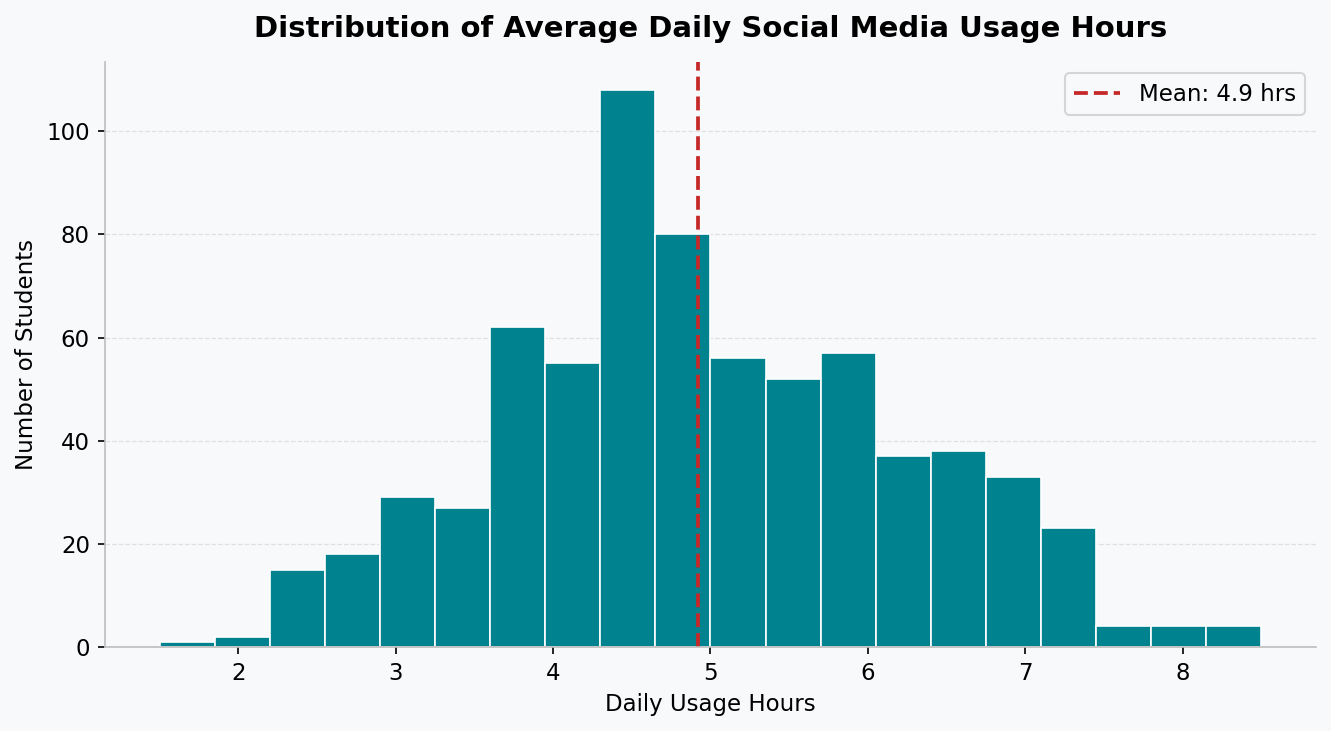 Distribution of Average Daily Social Media Usage Hours
Mean: 4.9 hrs
Number of Students
100
80
60
40
20
0
2 3 4 5 6 7 8
Daily Usage Hours